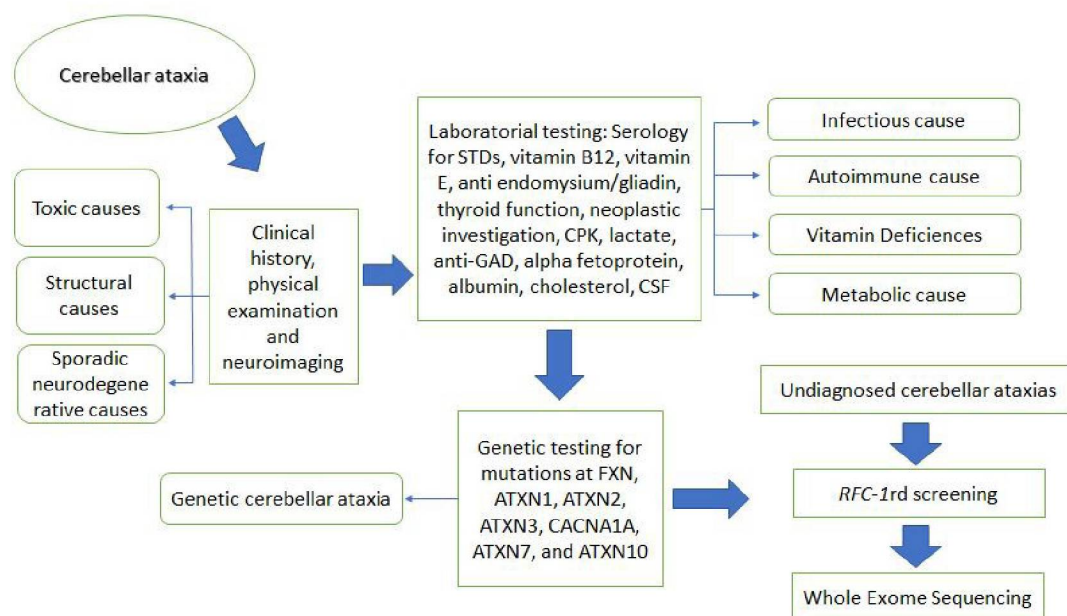 Cerebellar ataxia
Toxic causes
Structural
causes
Sporadic
neurodegene
rative causes
Clinical
history,
physical
examination
and
neuroimaging
Laboratorial testing: Serology
for STDs, vitamin B12, vitamin
E, anti endomysium/gliadin,
thyroid function, neoplastic
investigation, CPK, lactate,
anti-GAD, alpha fetoprotein,
albumin, cholesterol, CSF
Infectious cause
Autoimmune cause
Vitamin Deficiences
Metabolic cause
Genetic testing for
mutations at FXN,
ATXN1, ATXN2,
ATXN3, CACNA1A,
ATXN7, and ATXN10
Genetic cerebellar ataxia
Undiagnosed cerebellar ataxias
RFC-1rd screening
Whole Exome Sequencing